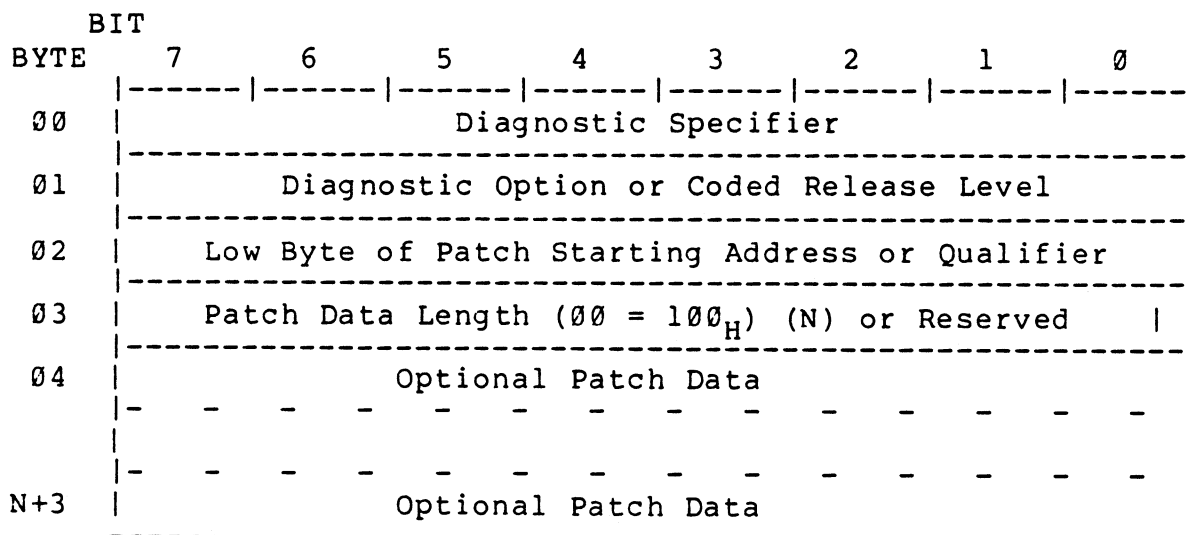 BIT
BYTE 7 6 5 4 3 2 1 0
00 Diagnostic Specifier
01 Diagnostic Option or Coded Release Level
02 Low Byte of Patch Starting Address or Qualifier
03 Patch Data Length (00 = 100H) (N) or Reserved
04 Optional Patch Data
N+3 Optional Patch Data